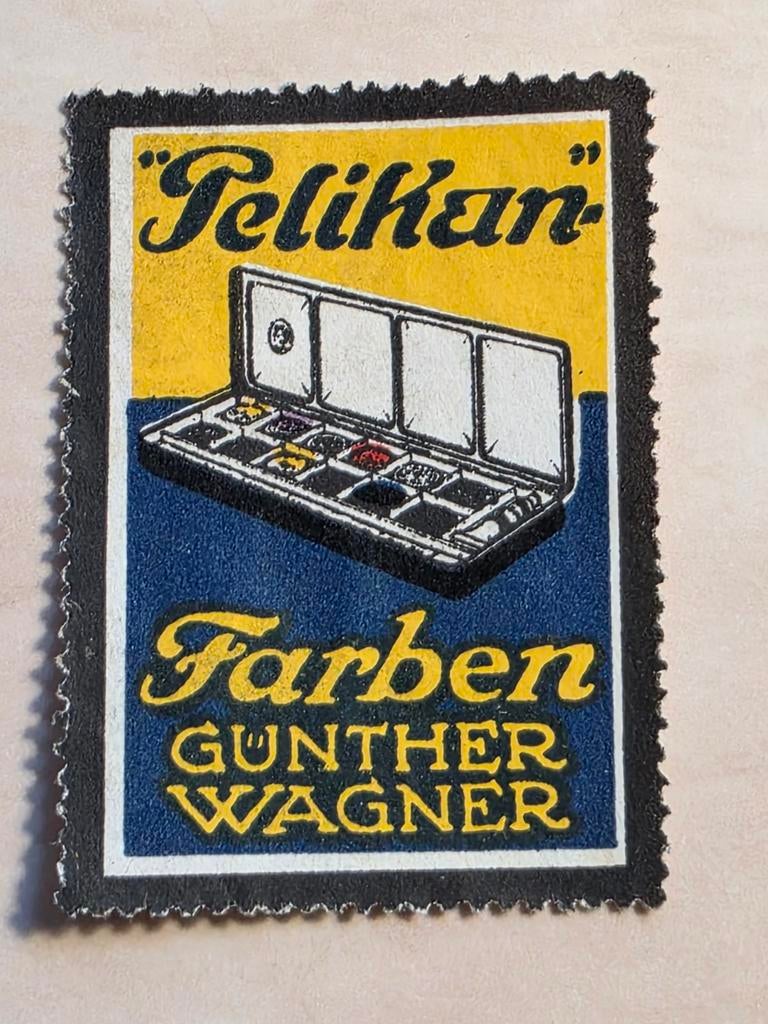 "Pelikan"-
Farben
GÜNTHER
WAGNER